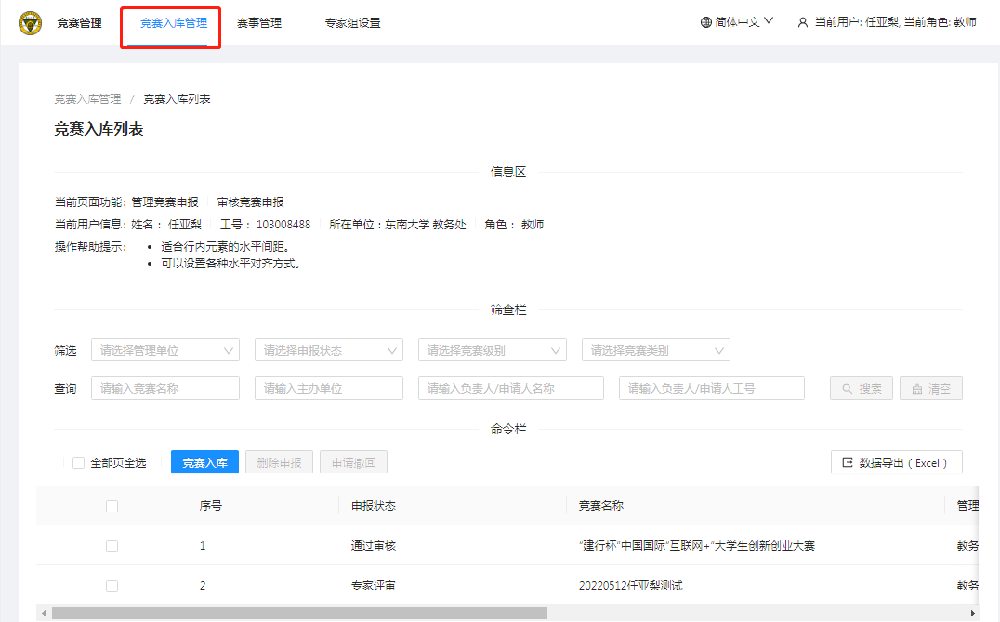 竞赛管理 竞赛入库管理 赛事管理 专家组设置 简体中文 当前用户: 任亚梨, 当前角色: 教师
竞赛入库管理 / 竞赛入库列表
竞赛入库列表
信息区
当前页面功能: 管理竞赛申报 审核竞赛申报
当前用户信息: 姓名： 任亚梨 工号： 103008488 所在单位：东南大学 教务处 角色： 教师
操作帮助提示: • 适合行内元素的水平间距。
• 可以设置各种水平对齐方式。
筛查栏
筛选 请选择管理单位 请选择申报状态 请选择竞赛级别 请选择竞赛类别
查询 请输入竞赛名称 请输入主办单位 请输入负责人/申请人名称 请输入负责人/申请人工号 搜索 清空
命令栏
全部页全选 竞赛入库 删除申报 申请撤回 数据导出（Excel）
序号 申报状态 竞赛名称 管理
1 通过审核 “建行杯”中国国际“互联网+”大学生创新创业大赛 教务
2 专家评审 20220512任亚梨测试 教务